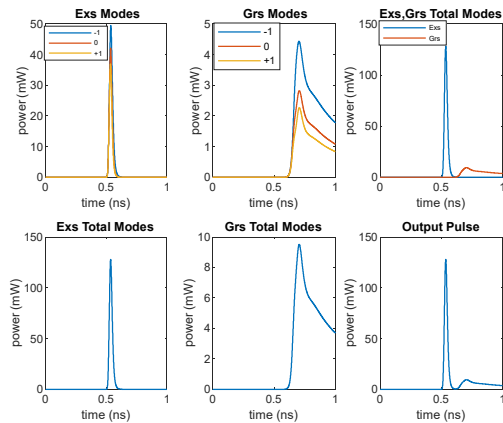 Exs Modes
50
40
30
20
10
0
power (mW)
-1
0
+1
0
0.5
1
time (ns)
Grs Modes
5
4
3
2
1
0
power (mW)
-1
0
+1
0
0.5
1
time (ns)
Exs,Grs Total Modes
150
100
50
0
power (mW)
Exs
Grs
0
0.5
1
time (ns)
Exs Total Modes
150
100
50
0
power (mW)
0
0.5
1
time (ns)
Grs Total Modes
10
8
6
4
2
0
power (mW)
0
0.5
1
time (ns)
Output Pulse
150
100
50
0
power (mW)
0
0.5
1
time (ns)